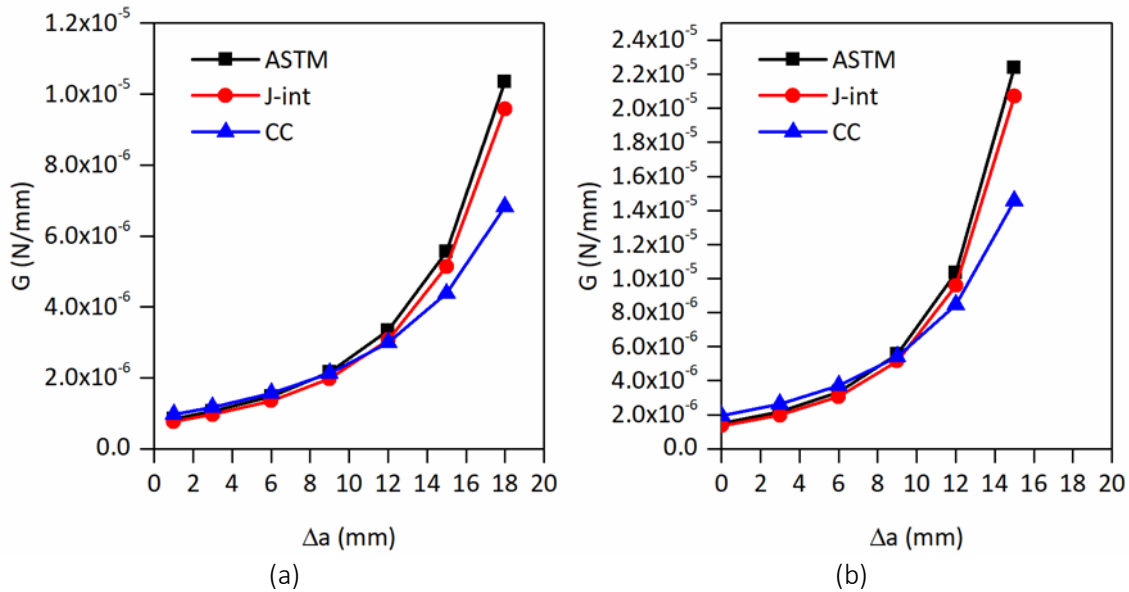 1.2x10⁻⁵
1.0x10⁻⁵
8.0x10⁻⁶
6.0x10⁻⁶
4.0x10⁻⁶
2.0x10⁻⁶
0.0
G (N/mm)
ASTM
J-int
CC
0 2 4 6 8 10 12 14 16 18 20
Δa (mm)
(a)
2.4x10⁻⁵
2.2x10⁻⁵
2.0x10⁻⁵
1.8x10⁻⁵
1.6x10⁻⁵
1.4x10⁻⁵
1.2x10⁻⁵
1.0x10⁻⁵
8.0x10⁻⁶
6.0x10⁻⁶
4.0x10⁻⁶
2.0x10⁻⁶
0.0
G (N/mm)
ASTM
J-int
CC
0 2 4 6 8 10 12 14 16 18 20
Δa (mm)
(b)